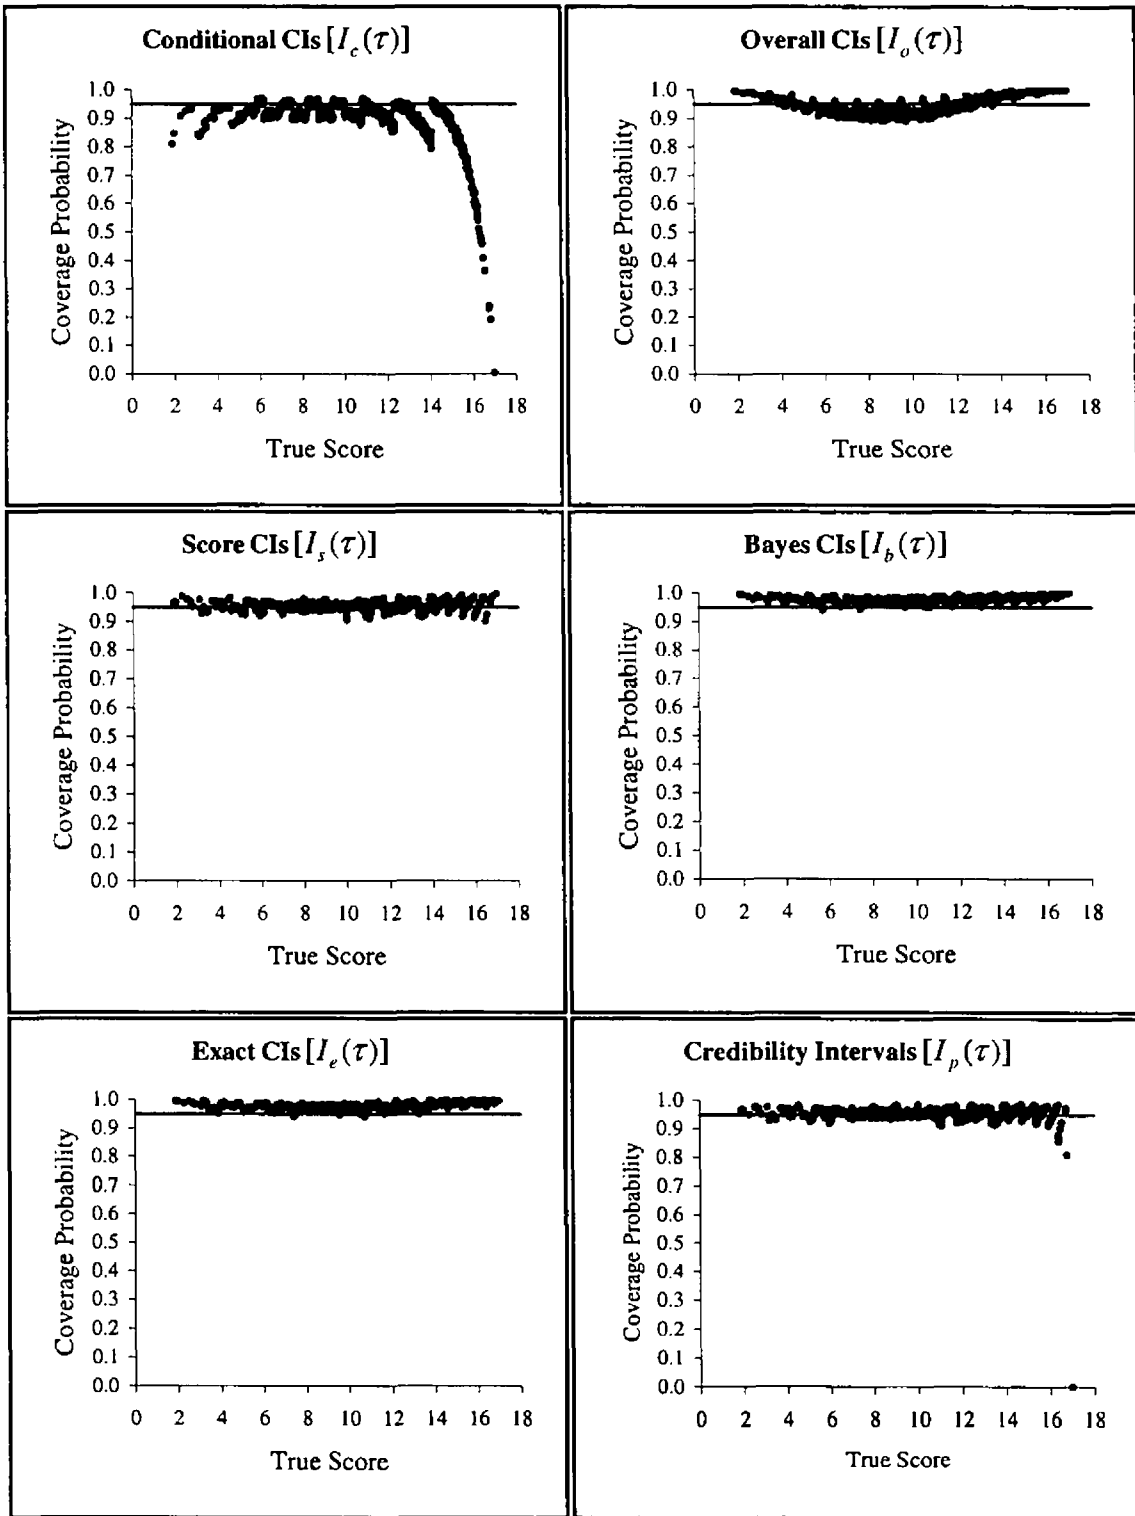 Conditional CIs [I_c(τ)]
Coverage Probability
1.0
0.9
0.8
0.7
0.6
0.5
0.4
0.3
0.2
0.1
0.0
0 2 4 6 8 10 12 14 16 18
True Score
Overall CIs [I_o(τ)]
Coverage Probability
1.0
0.9
0.8
0.7
0.6
0.5
0.4
0.3
0.2
0.1
0.0
0 2 4 6 8 10 12 14 16 18
True Score
Score CIs [I_s(τ)]
Coverage Probability
1.0
0.9
0.8
0.7
0.6
0.5
0.4
0.3
0.2
0.1
0.0
0 2 4 6 8 10 12 14 16 18
True Score
Bayes CIs [I_b(τ)]
Coverage Probability
1.0
0.9
0.8
0.7
0.6
0.5
0.4
0.3
0.2
0.1
0.0
0 2 4 6 8 10 12 14 16 18
True Score
Exact CIs [I_e(τ)]
Coverage Probability
1.0
0.9
0.8
0.7
0.6
0.5
0.4
0.3
0.2
0.1
0.0
0 2 4 6 8 10 12 14 16 18
True Score
Credibility Intervals [I_p(τ)]
Coverage Probability
1.0
0.9
0.8
0.7
0.6
0.5
0.4
0.3
0.2
0.1
0.0
0 2 4 6 8 10 12 14 16 18
True Score